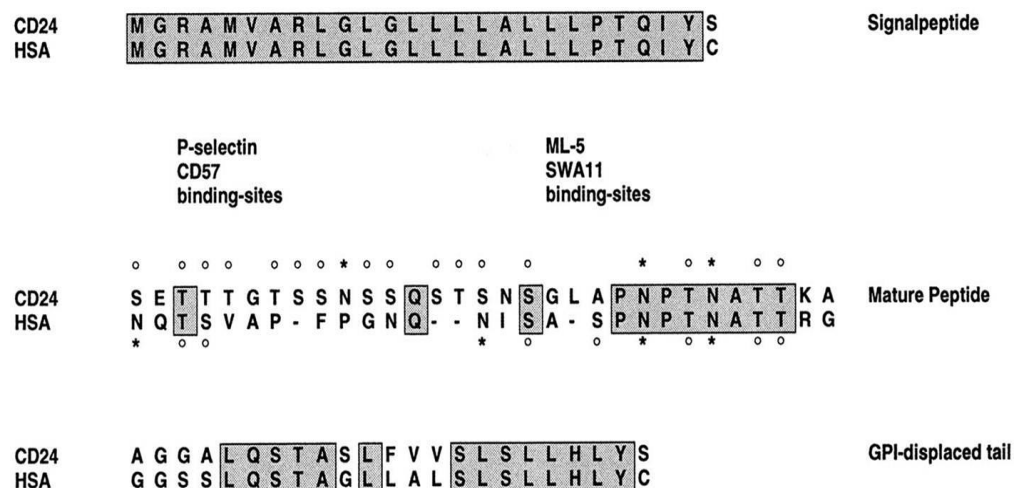 CD24 M G R A M V A R L G L G L L L L A L L L P T Q I Y S Signalpeptide
HSA M G R A M V A R L G L G L L L L A L L L P T Q I Y C
P-selectin ML-5
CD57 SWA11
binding-sites binding-sites
o o o o o o o * o o o o o o * o * o o
CD24 S E T T T G T S S N S S Q S T S N S G L A P N P T N A T T K A Mature Peptide
HSA N Q T S V A P - F P G N Q - - N I S A - S P N P T N A T T R G
* o o * o o * o * o o
CD24 A G G A L Q S T A S L F V V S L S L L H L Y S GPI-displaced tail
HSA G G S S L Q S T A G L L A L S L S L L H L Y C